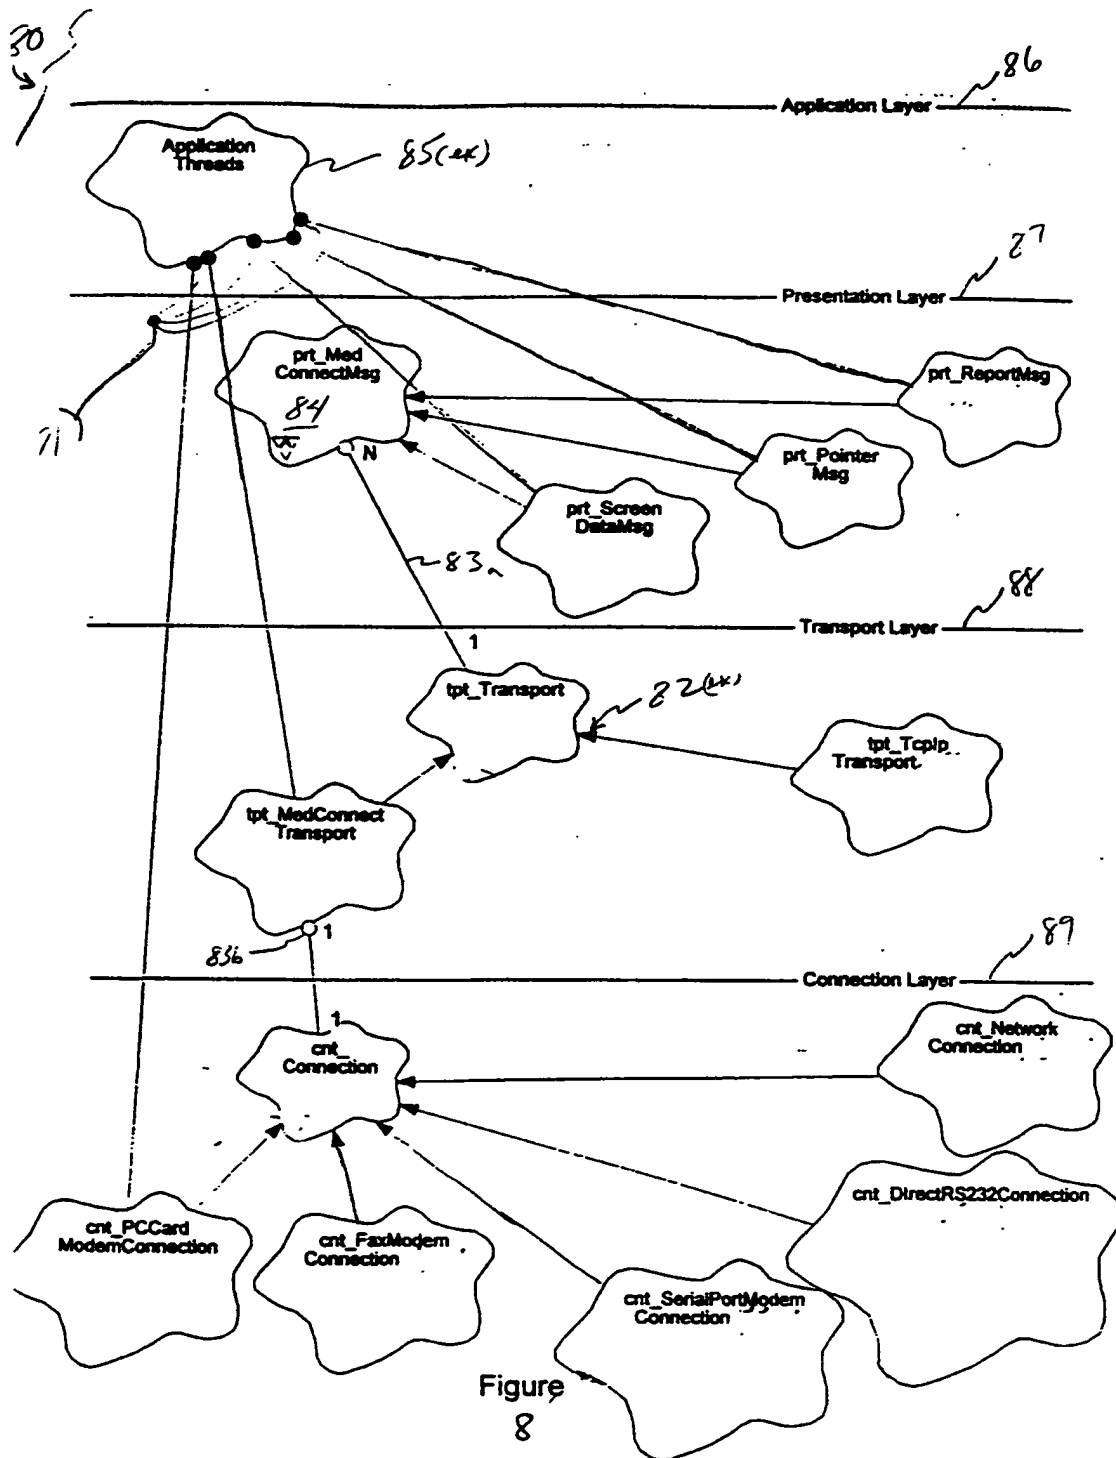 30
86
Application Layer
Application
Threads
85(ex)
27
Presentation Layer
prt_Med
ConnectMsg
84
prt_ReportMsg
71
N
prt_Pointer
Msg
prt_Screen
DataMsg
83a
88
Transport Layer
1
tpt_Transport
82(ex)
tpt_TcpIp
Transport
tpt_MedConnect
Transport
1
83b
89
Connection Layer
1
cnt_
Connection
cnt_Network
Connection
cnt_DirectRS232Connection
cnt_PCCard
ModemConnection
cnt_FaxModem
Connection
cnt_SerialPortModem
Connection
Figure
8